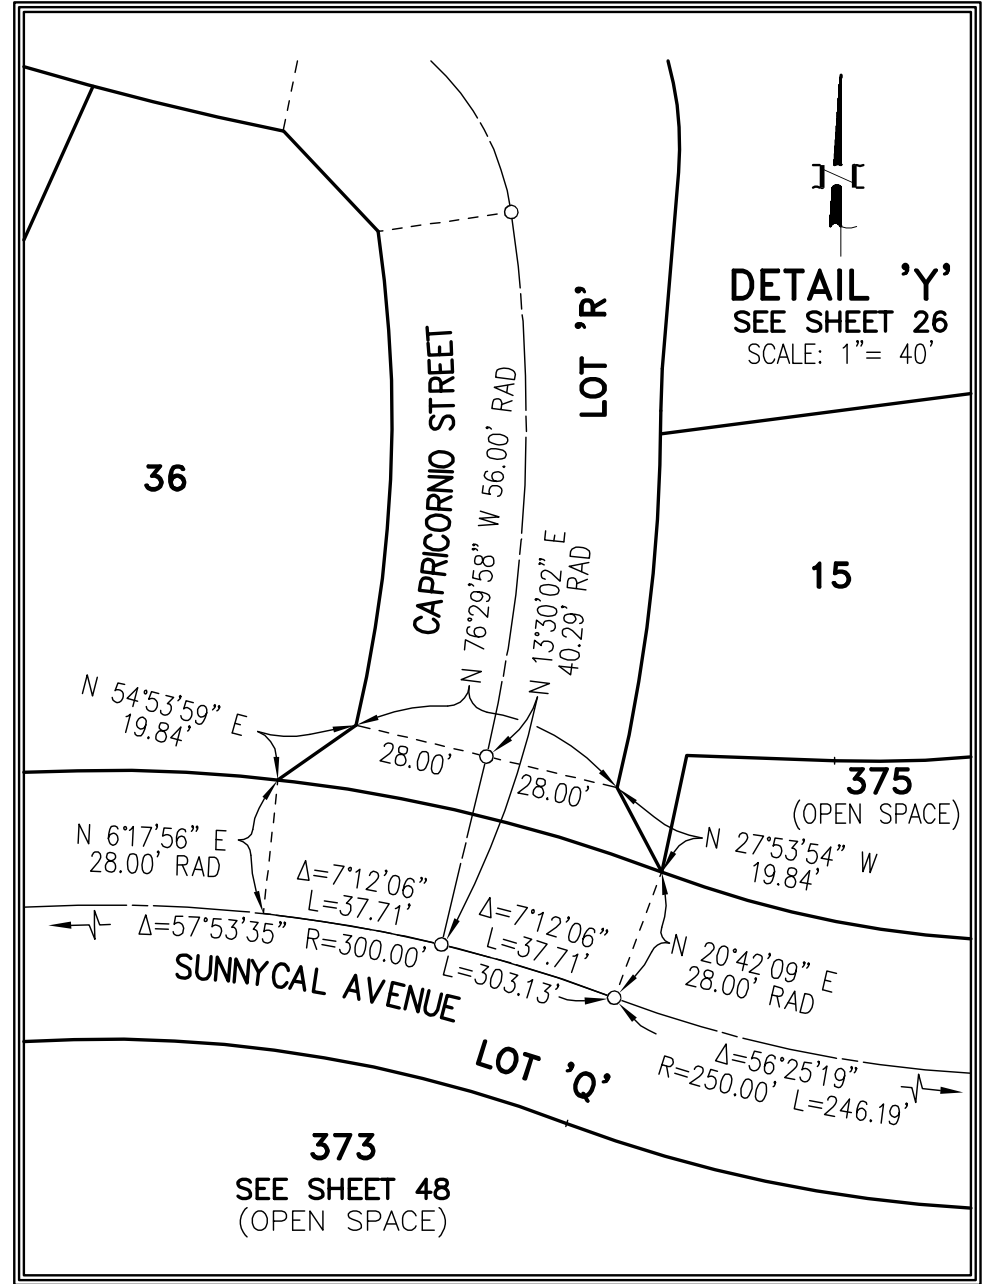 DETAIL 'Y'
SEE SHEET 26
SCALE: 1"= 40'
LOT 'R'
CAPRICORNIO STREET
N 76°29'58" W 56.00' RAD
N 13°30'02" E
40.29' RAD
36
15
N 54°53'59" E
19.84'
28.00'
28.00'
375
(OPEN SPACE)
N 6°17'56" E
28.00' RAD
N 27°53'54" W
19.84'
Δ=7°12'06"
L=37.71'
Δ=7°12'06"
L=37.71'
Δ=57°53'35" R=300.00' L=303.13'
N 20°42'09" E
28.00' RAD
SUNNYCAL AVENUE
LOT 'Q'
Δ=56°25'19"
R=250.00' L=246.19'
373
SEE SHEET 48
(OPEN SPACE)